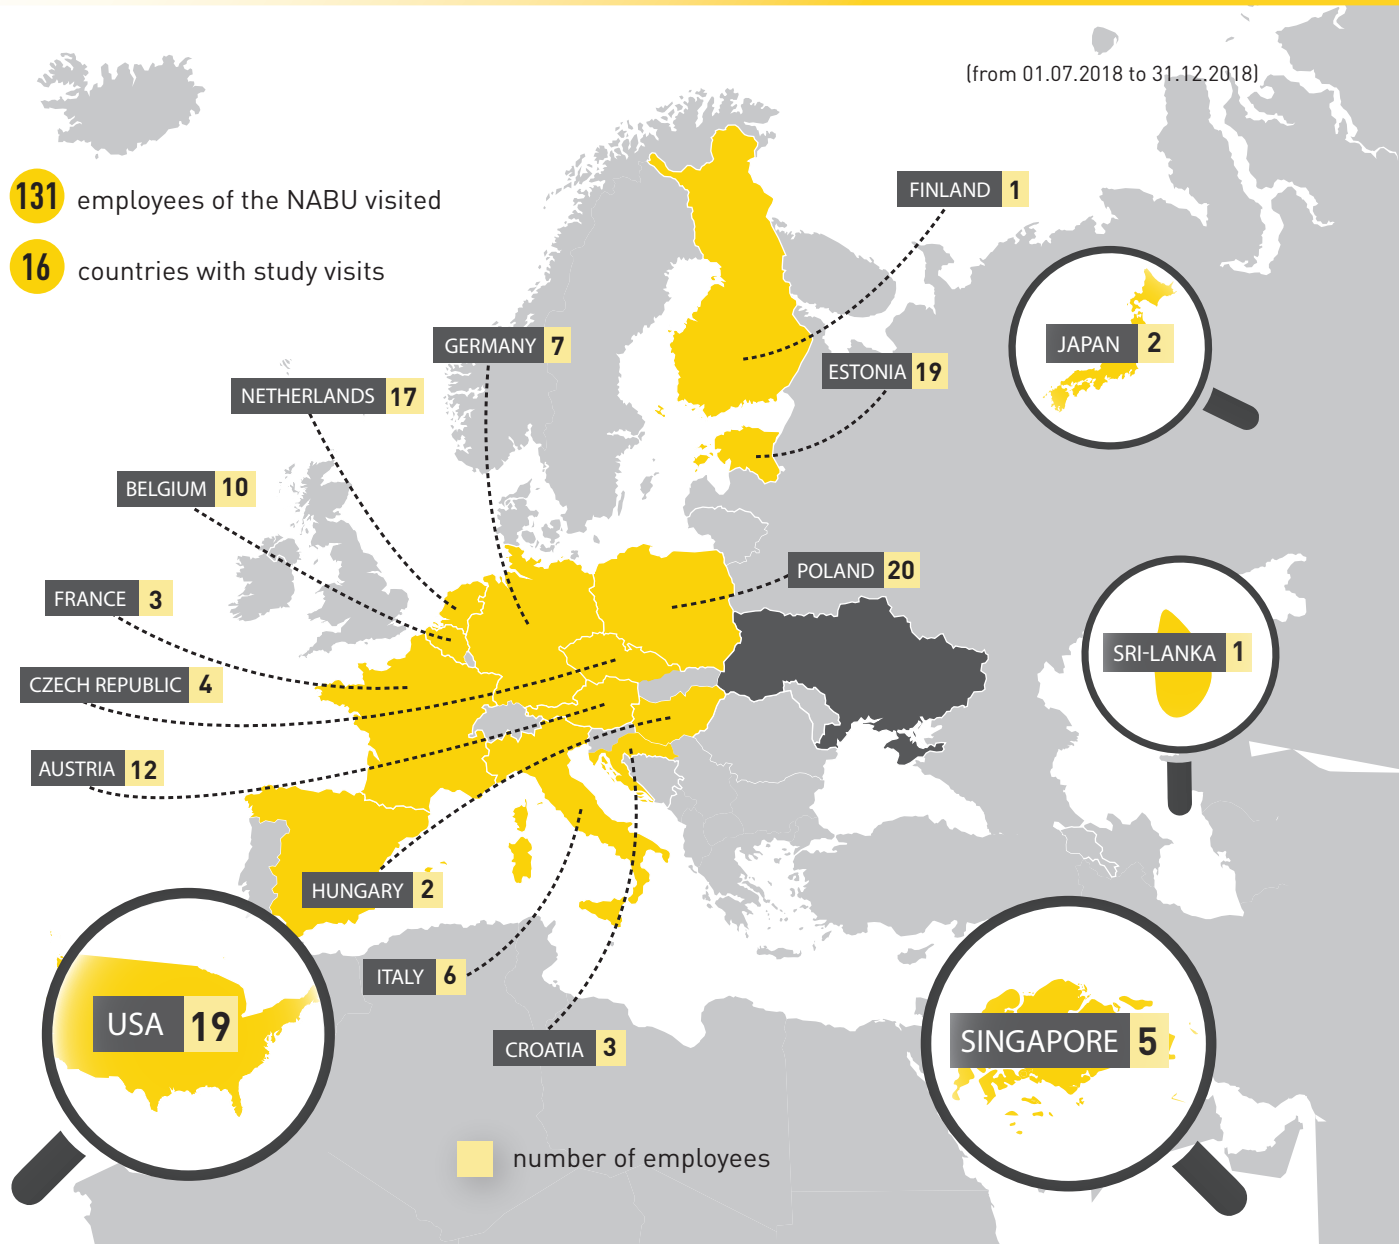 (from 01.07.2018 to 31.12.2018)
131 employees of the NABU visited
16 countries with study visits
FINLAND 1
GERMANY 7
JAPAN 2
ESTONIA 19
NETHERLANDS 17
BELGIUM 10
POLAND 20
FRANCE 3
SRI-LANKA 1
CZECH REPUBLIC 4
AUSTRIA 12
HUNGARY 2
ITALY 6
USA 19
SINGAPORE 5
CROATIA 3
number of employees